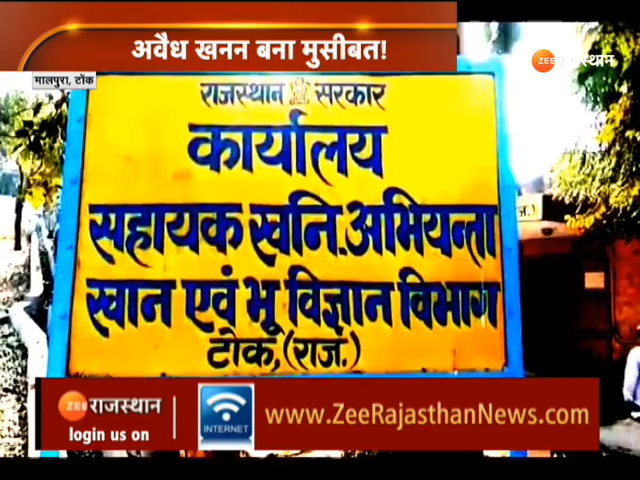 अवैध खनन बना मुसीबत!
ZEE राजस्थान
मालपुरा, टोंक
राजस्थान सरकार
कार्यालय
सहायक खनि. अभियन्ता
खान एवं भू विज्ञान विभाग
टोंक, (राज.)
ज.)
ZEE राजस्थान
login us on
INTERNET
www.ZeeRajasthanNews.com